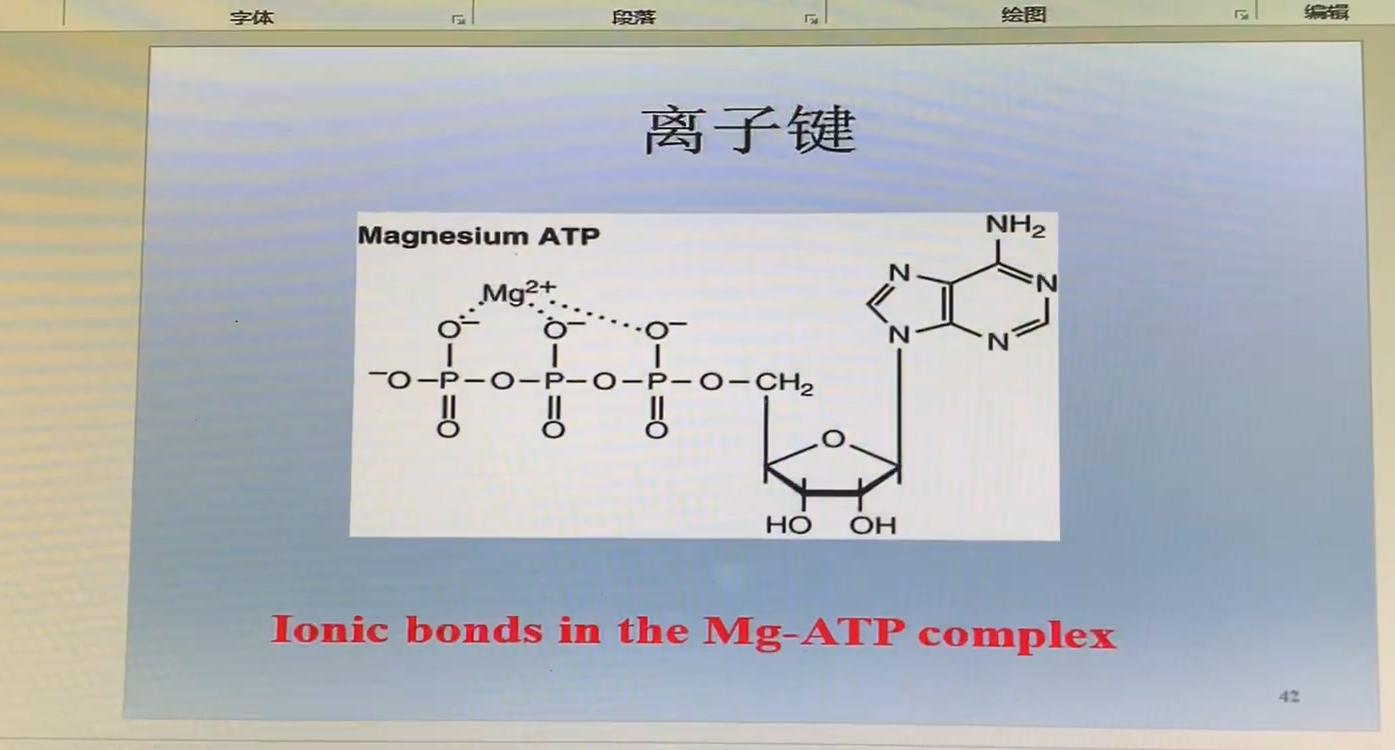 字体 段落 绘图 编辑
离子键
Magnesium ATP
NH₂
Mg²⁺
N N
O⁻ O⁻ O⁻
N N
⁻O–P–O–P–O–P–O–CH₂
O O O
O
HO OH
Ionic bonds in the Mg-ATP complex
42